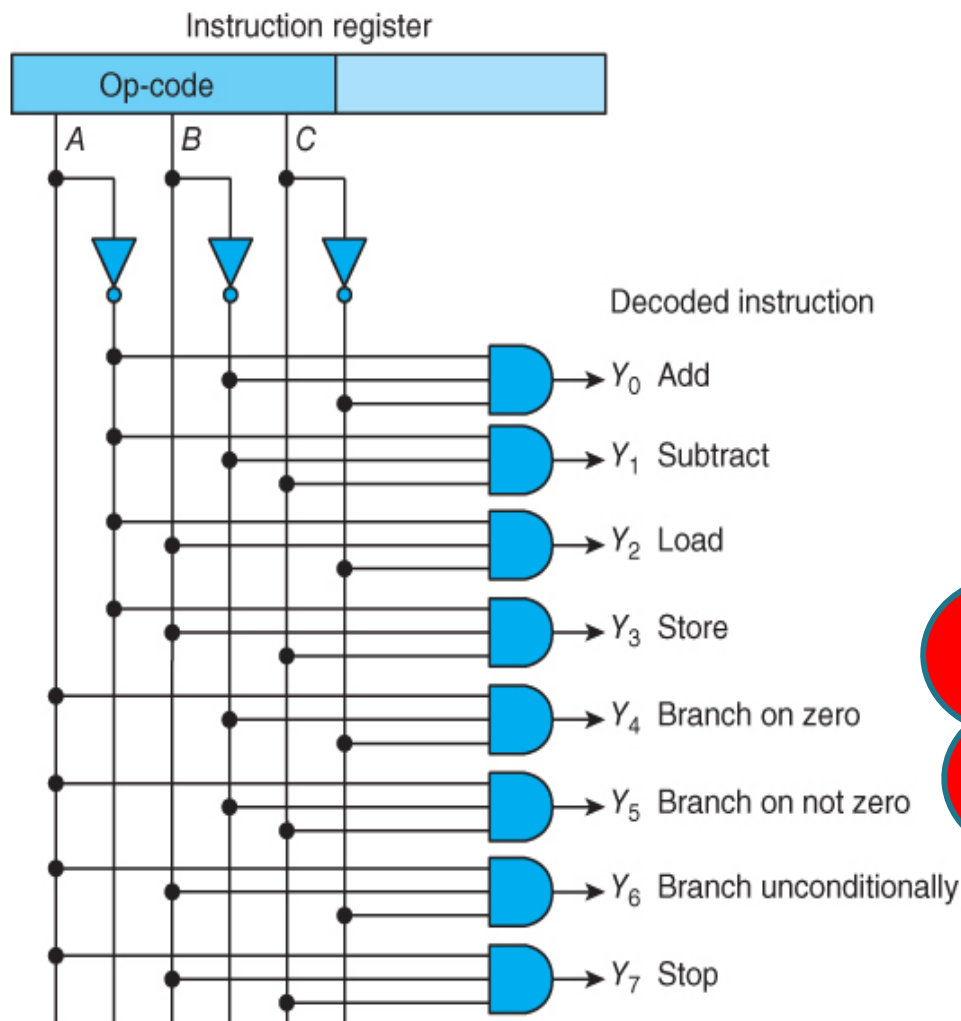 Instruction register
Op-code
A B C
Decoded instruction
Y0 Add
Y1 Subtract
Y2 Load
Y3 Store
Y4 Branch on zero
Y5 Branch on not zero
Y6 Branch unconditionally
Y7 Stop